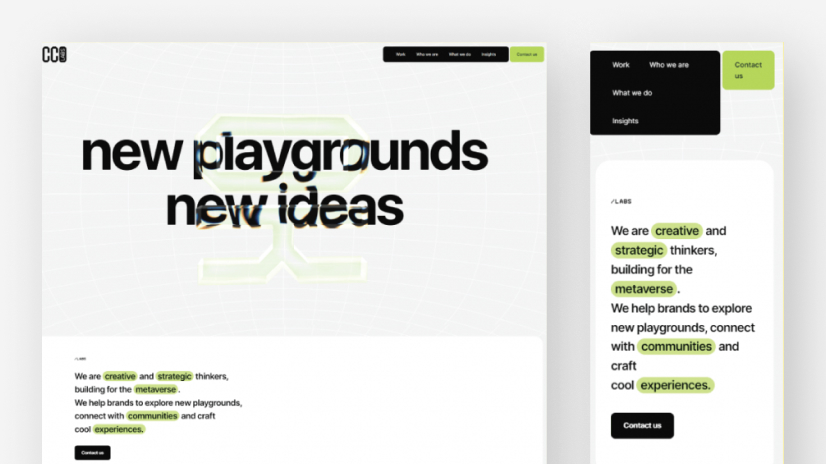 CC
Work Who we are What we do Insights Contact us
new playgrounds
new ideas
/LABS
We are creative and strategic thinkers,
building for the metaverse.
We help brands to explore new playgrounds,
connect with communities and craft
cool experiences.
Contact us
Work Who we are
What we do
Insights
Contact
us
/LABS
We are creative and
strategic thinkers,
building for the
metaverse.
We help brands to explore
new playgrounds, connect
with communities and
craft
cool experiences.
Contact us